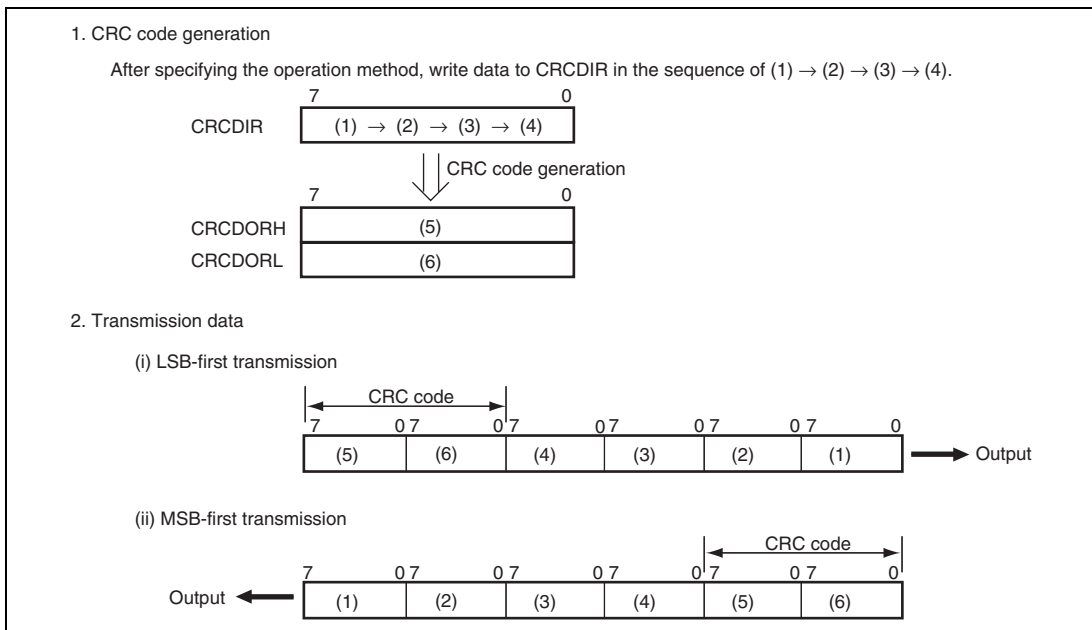 1. CRC code generation
After specifying the operation method, write data to CRCDIR in the sequence of (1) → (2) → (3) → (4).
7 0
CRCDIR (1) → (2) → (3) → (4)
CRC code generation
7 0
CRCDORH (5)
CRCDORL (6)
2. Transmission data
(i) LSB-first transmission
CRC code
7 0 7 0 7 0 7 0 7 0 7 0
(5) (6) (4) (3) (2) (1) Output
(ii) MSB-first transmission
CRC code
7 0 7 0 7 0 7 0 7 0 7 0
Output (1) (2) (3) (4) (5) (6)